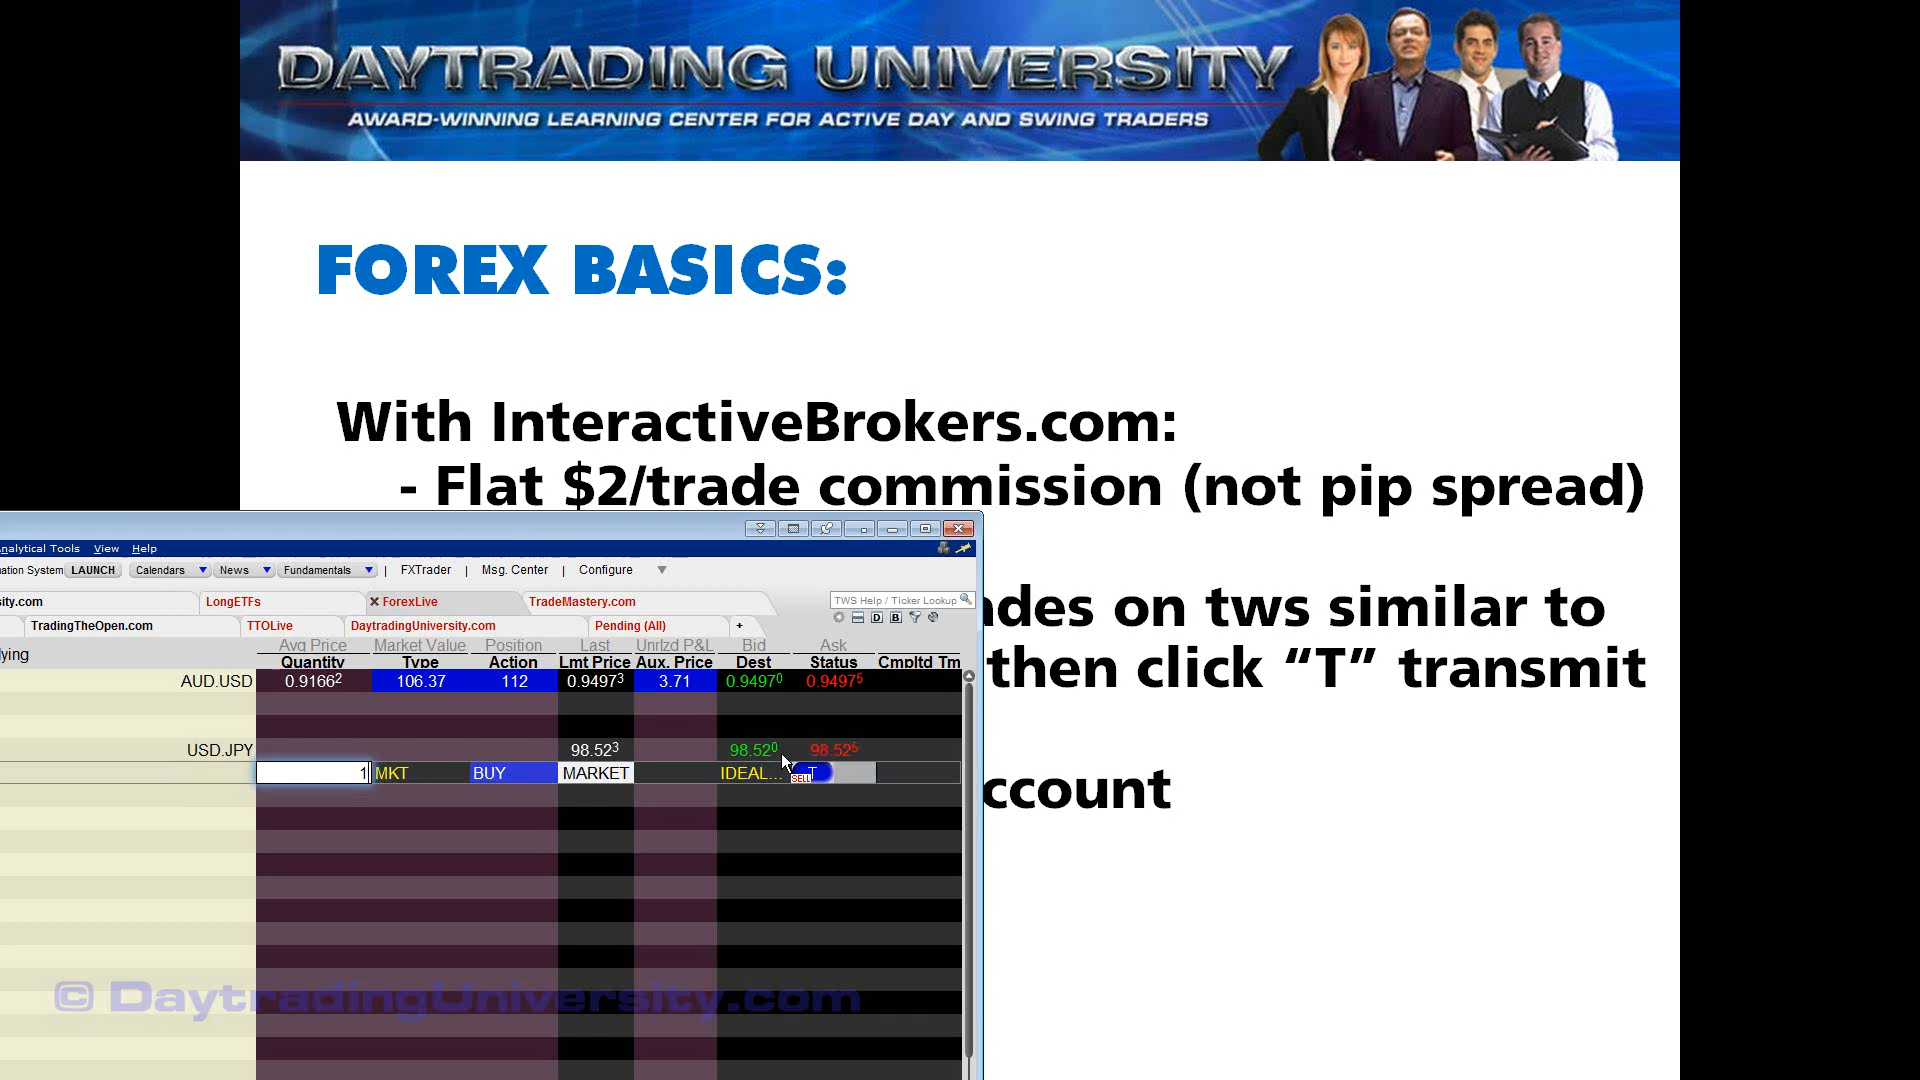 DAYTRADING UNIVERSITY
AWARD-WINNING LEARNING CENTER FOR ACTIVE DAY AND SWING TRADERS
FOREX BASICS:
With InteractiveBrokers.com:
- Flat $2/trade commission (not pip spread)
ades on tws similar to
then click “T” transmit
ccount
nalytical Tools View Help
ation System LAUNCH Calendars News Fundamentals | FXTrader | Msg. Center | Configure
sity.com LongETFs ForexLive TradeMastery.com TWS Help / Ticker Lookup
TradingTheOpen.com TTOLive DaytradingUniversity.com Pending (All) + D B
lying Avg Price Market Value Position Last Unrlzd P&L Bid Ask
Quantity Type Action Lmt Price Aux. Price Dest Status Cmpltd Tm
AUD.USD 0.91662 106.37 112 0.94973 3.71 0.94970 0.94975
USD.JPY 98.523 98.520 98.525
1 MKT BUY MARKET IDEAL... T
SELL
© DaytradingUniversity.com